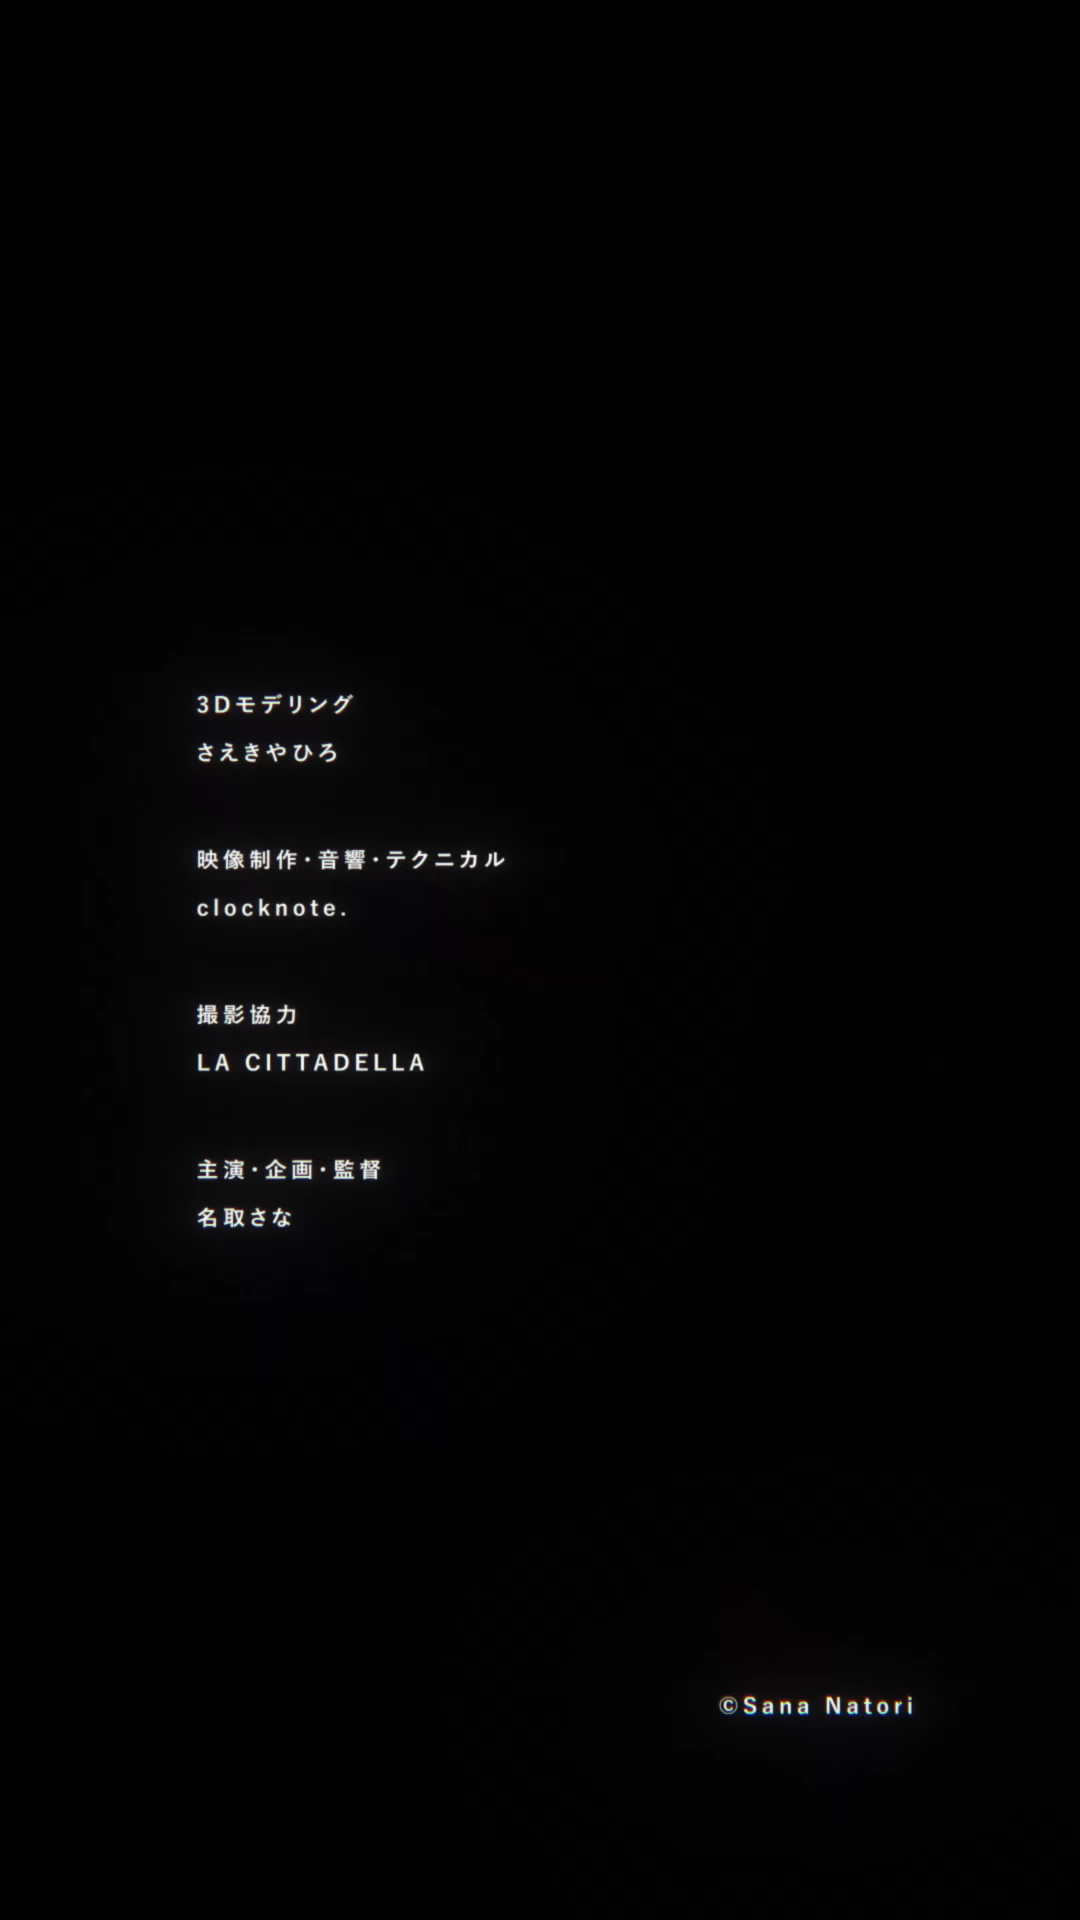 3Dモデリング
さえきやひろ
映像制作・音響・テクニカル
clocknote.
撮影協力
LA CITTADELLA
主演・企画・監督
名取さな
©Sana Natori